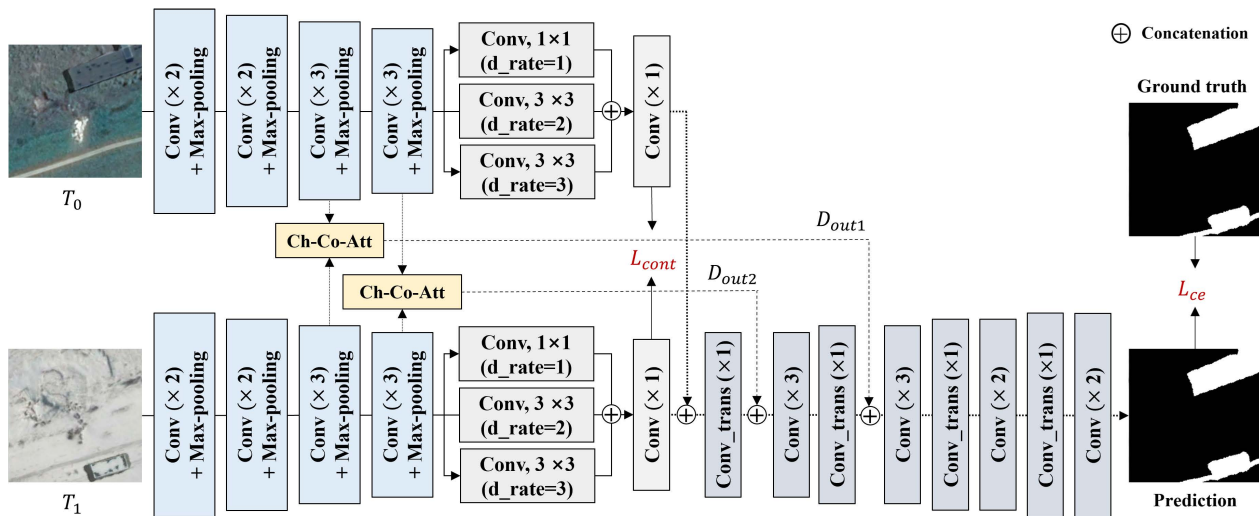 Conv (×2)
+ Max-pooling
Conv (×2)
+ Max-pooling
Conv (×3)
+ Max-pooling
Conv (×3)
+ Max-pooling
Conv, 1×1
(d_rate=1)
Conv, 3 ×3
(d_rate=2)
Conv, 3 ×3
(d_rate=3)
Conv (×1)
⊕ Concatenation
Ground truth
T0
Ch-Co-Att
Dout1
Lcont
Ch-Co-Att
Dout2
Lce
Conv (×2)
+ Max-pooling
Conv (×2)
+ Max-pooling
Conv (×3)
+ Max-pooling
Conv (×3)
+ Max-pooling
Conv, 1×1
(d_rate=1)
Conv, 3 ×3
(d_rate=2)
Conv, 3 ×3
(d_rate=3)
Conv (×1)
Conv_trans (×1)
Conv (×3)
Conv_trans (×1)
Conv (×3)
Conv_trans (×1)
Conv (×2)
Conv_trans (×1)
Conv (×2)
T1
Prediction